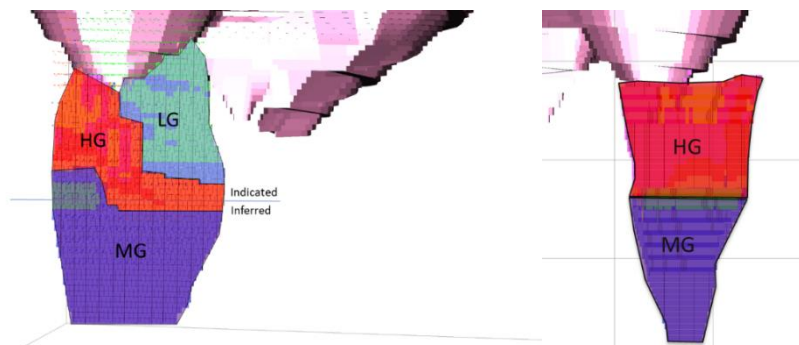 LG
HG
Indicated
Inferred
MG
HG
MG